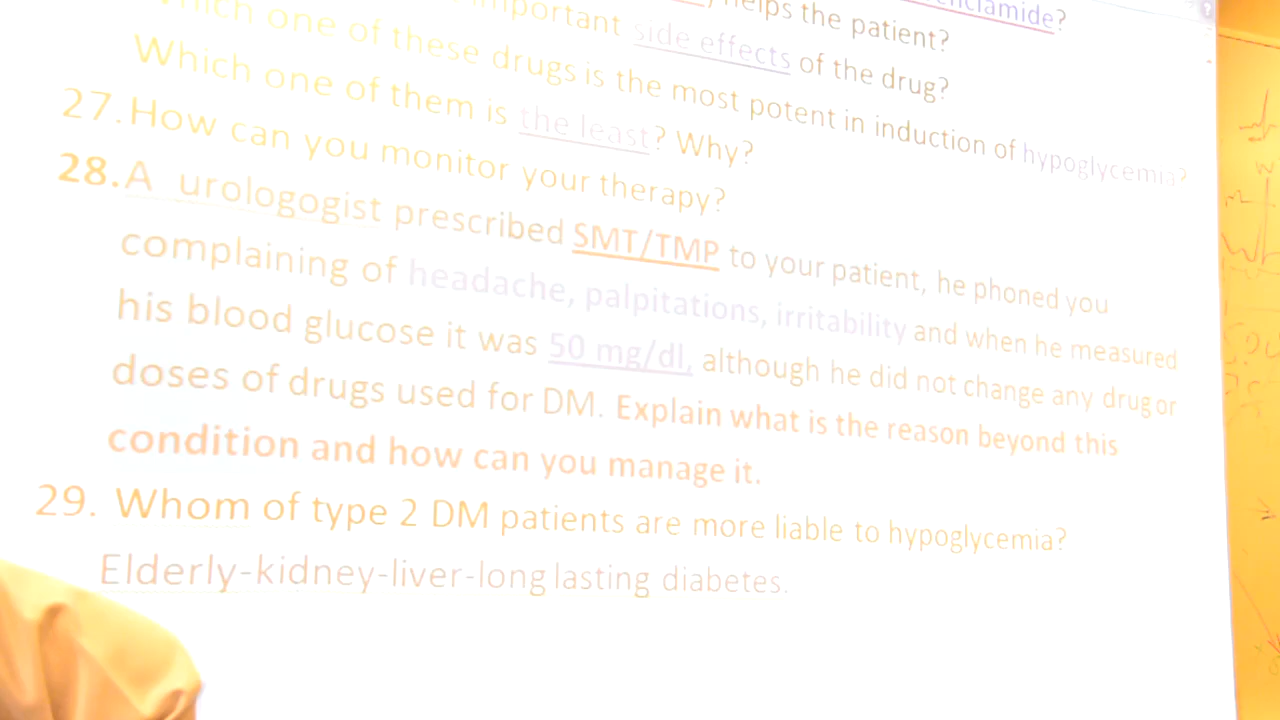 helps the patient?
important side effects of the drug?
one of these drugs is the most potent in induction of hypoglycemia?
Which one of them is the least? Why?
27.How can you monitor your therapy?
28.A urologogist prescribed SMT/TMP to your patient, he phoned you
complaining of headache, palpitations, irritability and when he measured
his blood glucose it was 50 mg/dl, although he did not change any drug or
doses of drugs used for DM. Explain what is the reason beyond this
condition and how can you manage it.
29. Whom of type 2 DM patients are more liable to hypoglycemia?
Elderly-kidney-liver-long lasting diabetes.